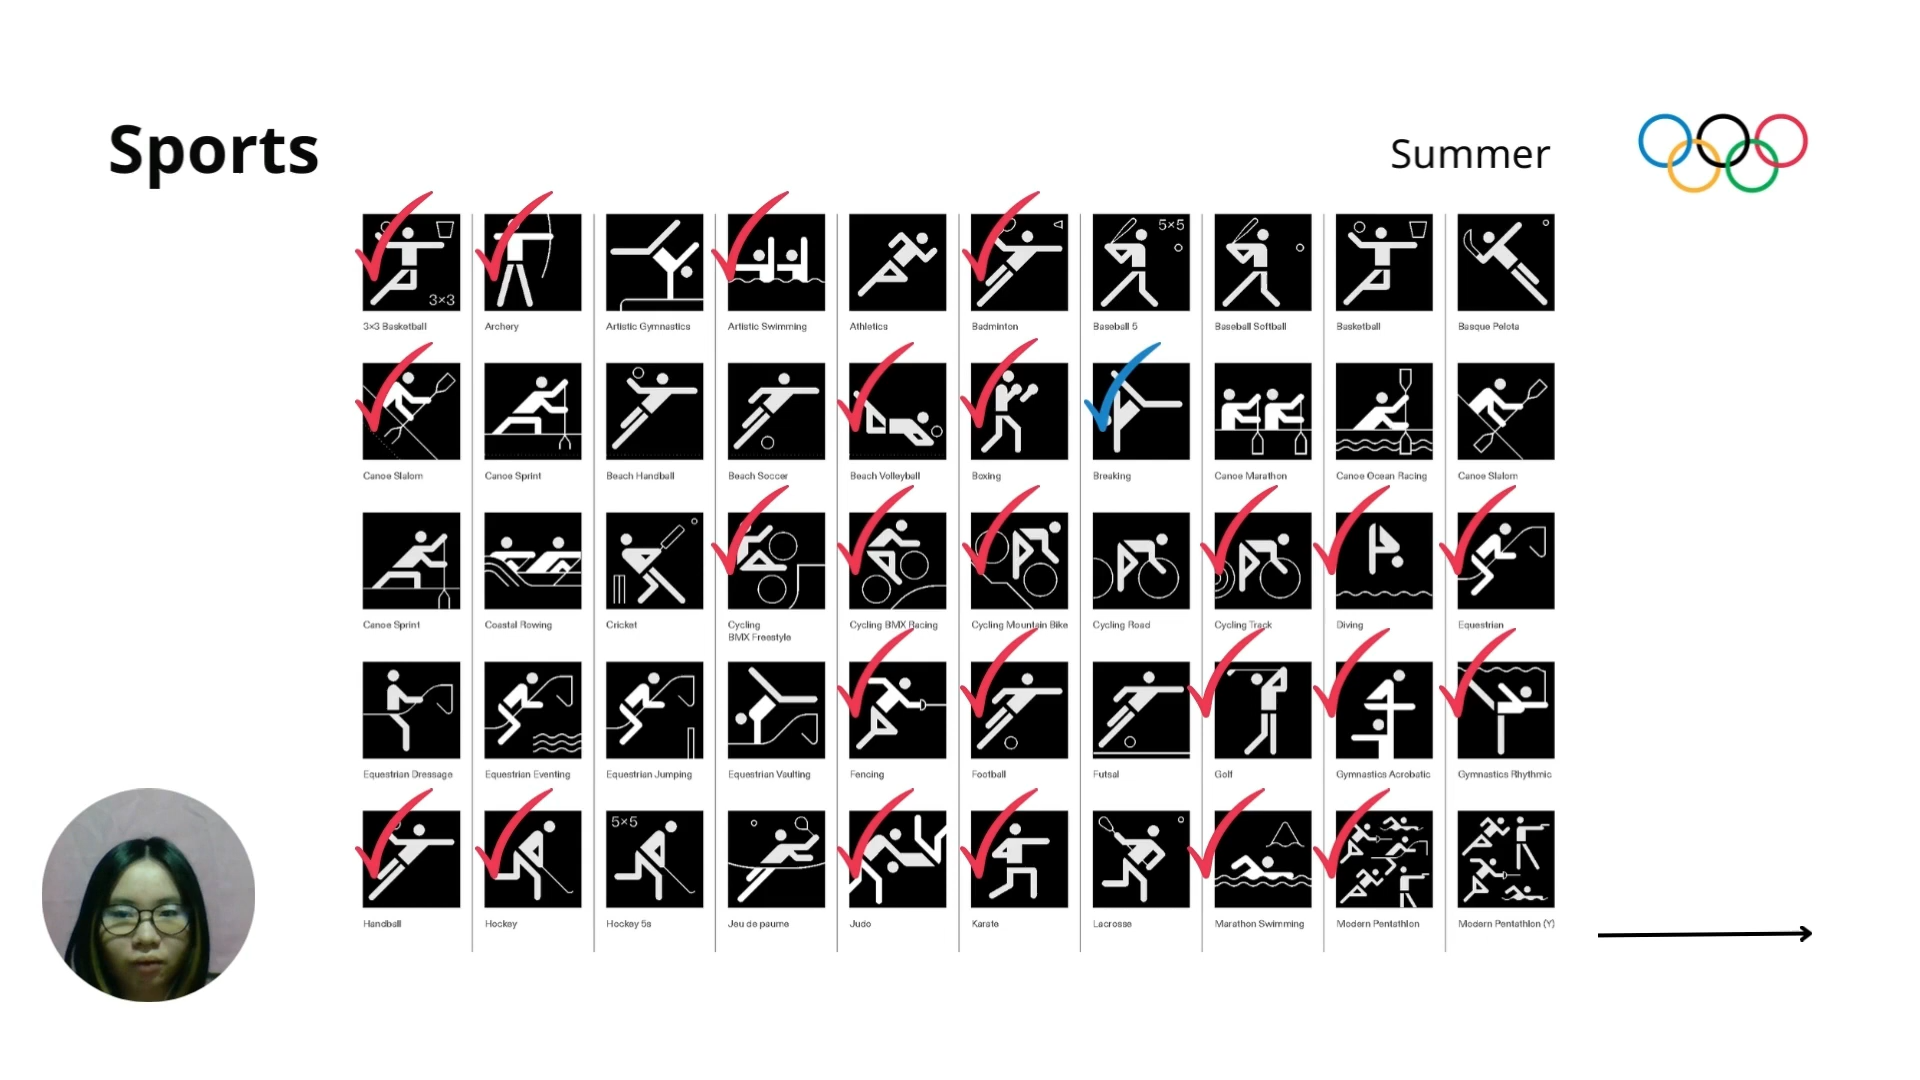 Sports
Summer
3×3
5×5
3×3 Basketball
Archery
Artistic Gymnastics
Artistic Swimming
Athletics
Badminton
Baseball 5
Baseball Softball
Basketball
Basque Pelota
Canoe Slalom
Canoe Sprint
Beach Handball
Beach Soccer
Beach Volleyball
Boxing
Breaking
Canoe Marathon
Canoe Ocean Racing
Canoe Slalom
Canoe Sprint
Coastal Rowing
Cricket
Cycling
BMX Freestyle
Cycling BMX Racing
Cycling Mountain Bike
Cycling Road
Cycling Track
Diving
Equestrian
Equestrian Dressage
Equestrian Eventing
Equestrian Jumping
Equestrian Vaulting
Fencing
Football
Futsal
Golf
Gymnastics Acrobatic
Gymnastics Rhythmic
5×5
Handball
Hockey
Hockey 5s
Jeu de paume
Judo
Karate
Lacrosse
Marathon Swimming
Modern Pentathlon
Modern Pentathlon (Y)